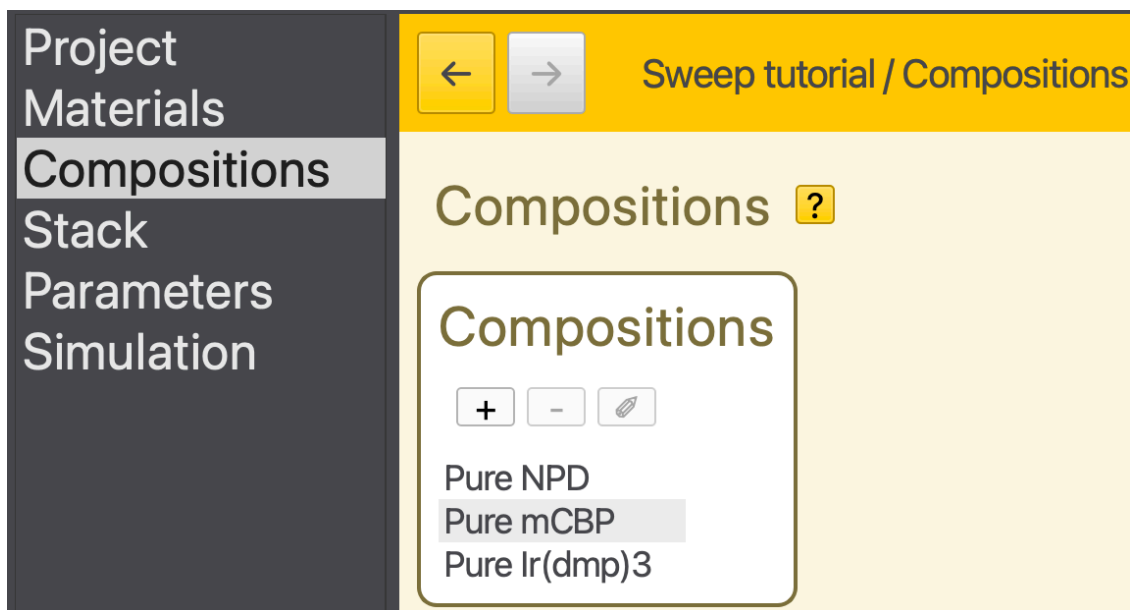 Project
Materials
Compositions
Stack
Parameters
Simulation
← → Sweep tutorial / Compositions
Compositions ?
Compositions
+ -
Pure NPD
Pure mCBP
Pure Ir(dmp)3